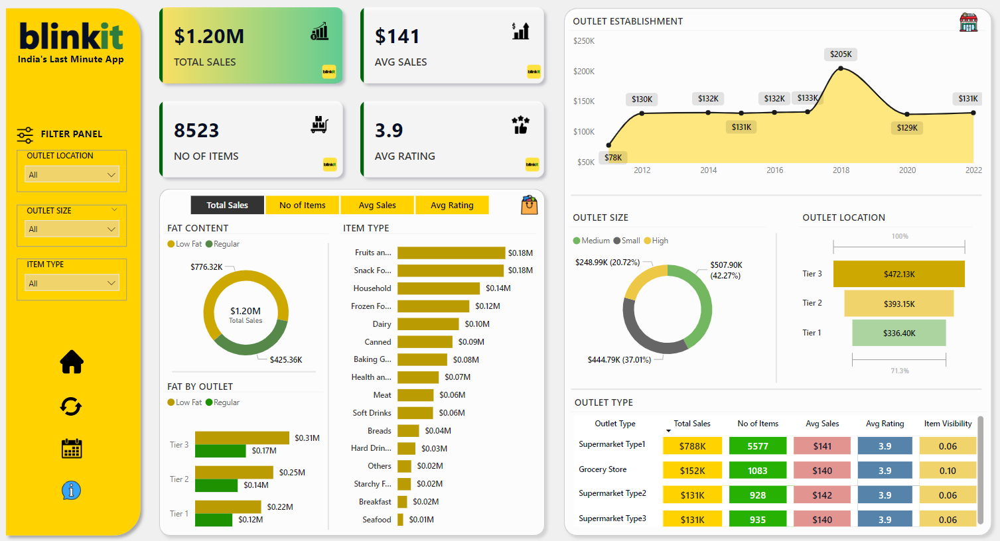 blinkit
India's Last Minute App
FILTER PANEL
OUTLET LOCATION
All
OUTLET SIZE
All
ITEM TYPE
All
$1.20M
TOTAL SALES
blinkit
$141
AVG SALES
blinkit
8523
NO OF ITEMS
blinkit
3.9
AVG RATING
blinkit
Total Sales No of Items Avg Sales Avg Rating
FAT CONTENT
Low Fat Regular
$776.32K
$1.20M
Total Sales
$425.36K
FAT BY OUTLET
Low Fat Regular
Tier 3 $0.31M
$0.17M
Tier 2 $0.25M
$0.14M
Tier 1 $0.22M
$0.12M
ITEM TYPE
Fruits an... $0.18M
Snack Fo... $0.18M
Household $0.14M
Frozen Fo... $0.12M
Dairy $0.10M
Canned $0.09M
Baking G... $0.08M
Health an... $0.07M
Meat $0.06M
Soft Drinks $0.06M
Breads $0.04M
Hard Drin... $0.03M
Others $0.02M
Starchy F... $0.02M
Breakfast $0.02M
Seafood $0.01M
OUTLET ESTABLISHMENT
$250K
$200K
$150K
$100K
$50K
$78K $130K $132K $131K $132K $133K $205K $129K $131K
2012 2014 2016 2018 2020 2022
OUTLET SIZE
Medium Small High
$248.99K (20.72%)
$507.90K
(42.27%)
$444.79K (37.01%)
OUTLET LOCATION
100%
Tier 3 $472.13K
Tier 2 $393.15K
Tier 1 $336.40K
71.3%
OUTLET TYPE
Outlet Type Total Sales No of Items Avg Sales Avg Rating Item Visibility
Supermarket Type1 $788K 5577 $141 3.9 0.06
Grocery Store $152K 1083 $140 3.9 0.10
Supermarket Type2 $131K 928 $142 3.9 0.06
Supermarket Type3 $131K 935 $140 3.9 0.06